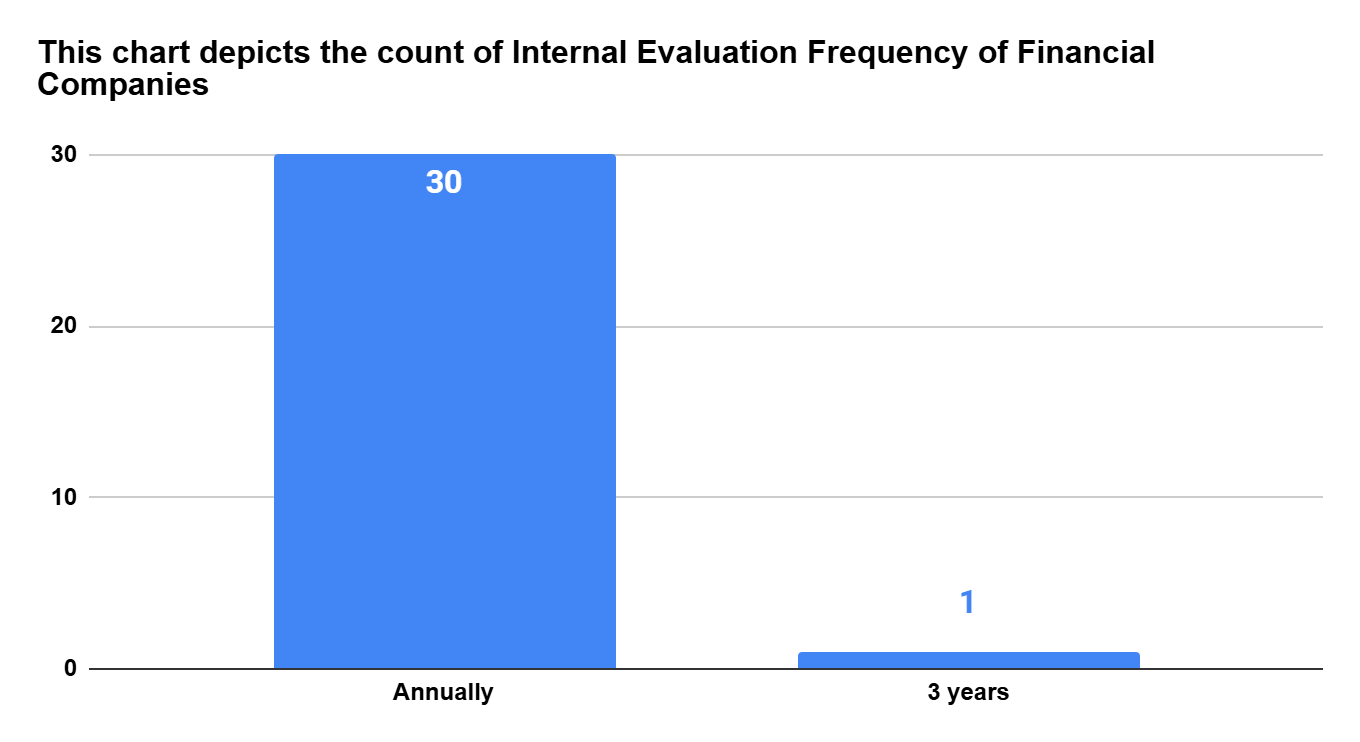 This chart depicts the count of Internal Evaluation Frequency of Financial
Companies
30
30
20
10
1
0
Annually
3 years